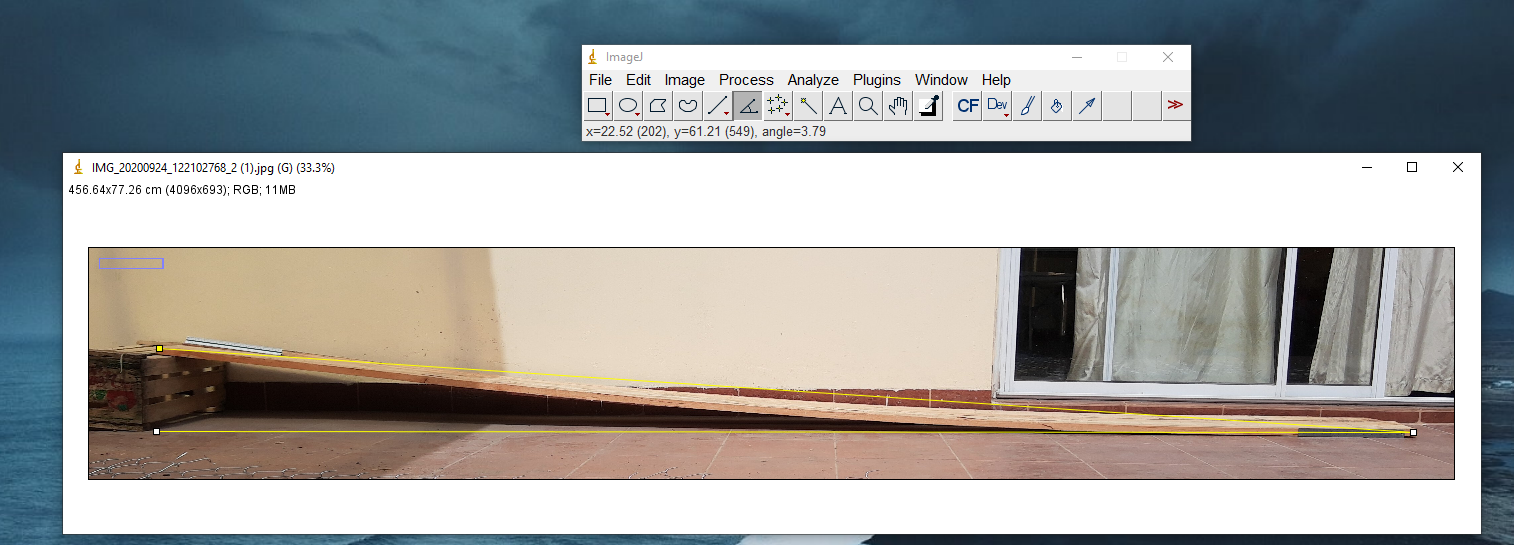 ImageJ
File Edit Image Process Analyze Plugins Window Help
CF Dev
x=22.52 (202), y=61.21 (549), angle=3.79
IMG_20200924_122102768_2 (1).jpg (G) (33.3%)
456.64x77.26 cm (4096x693); RGB; 11MB